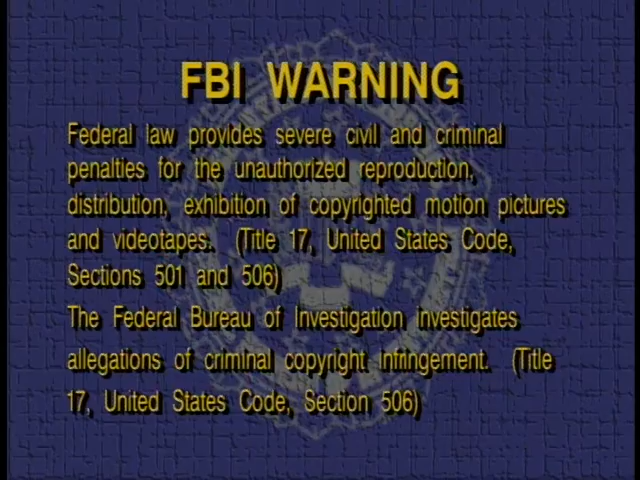 FBI WARNING
Federal law provides severe civil and criminal
penalties for the unauthorized reproduction,
distribution, exhibition of copyrighted motion pictures
and videotapes. (Title 17, United States Code,
Sections 501 and 506)
The Federal Bureau of Investigation investigates
allegations of criminal copyright infringement. (Title
17, United States Code, Section 506)